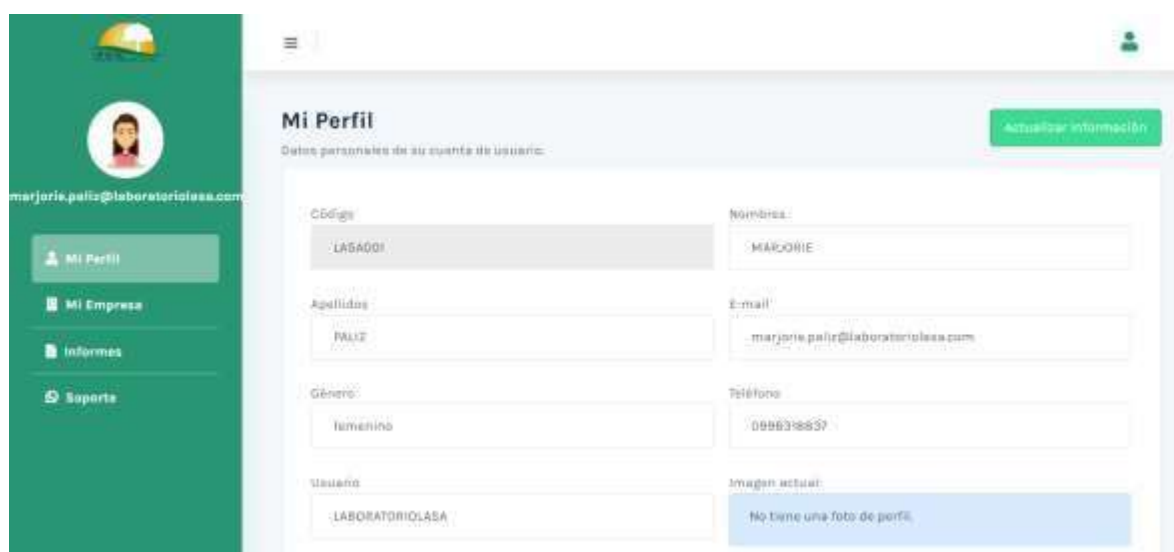 Mi Perfil
Actualizar información
Datos personales de su cuenta de usuario.
marjorie.paliz@laboratoriolasa.com
Mi Perfil
Mi Empresa
Informes
Soporte
Código
Nombres
LASA001
MARJORIE
Apellidos
E-mail
PALIZ
marjorie.paliz@laboratoriolasa.com
Género
Teléfono
femenino
Usuario
Imagen actual:
LABORATORIOLASA
No tiene una foto de perfil.